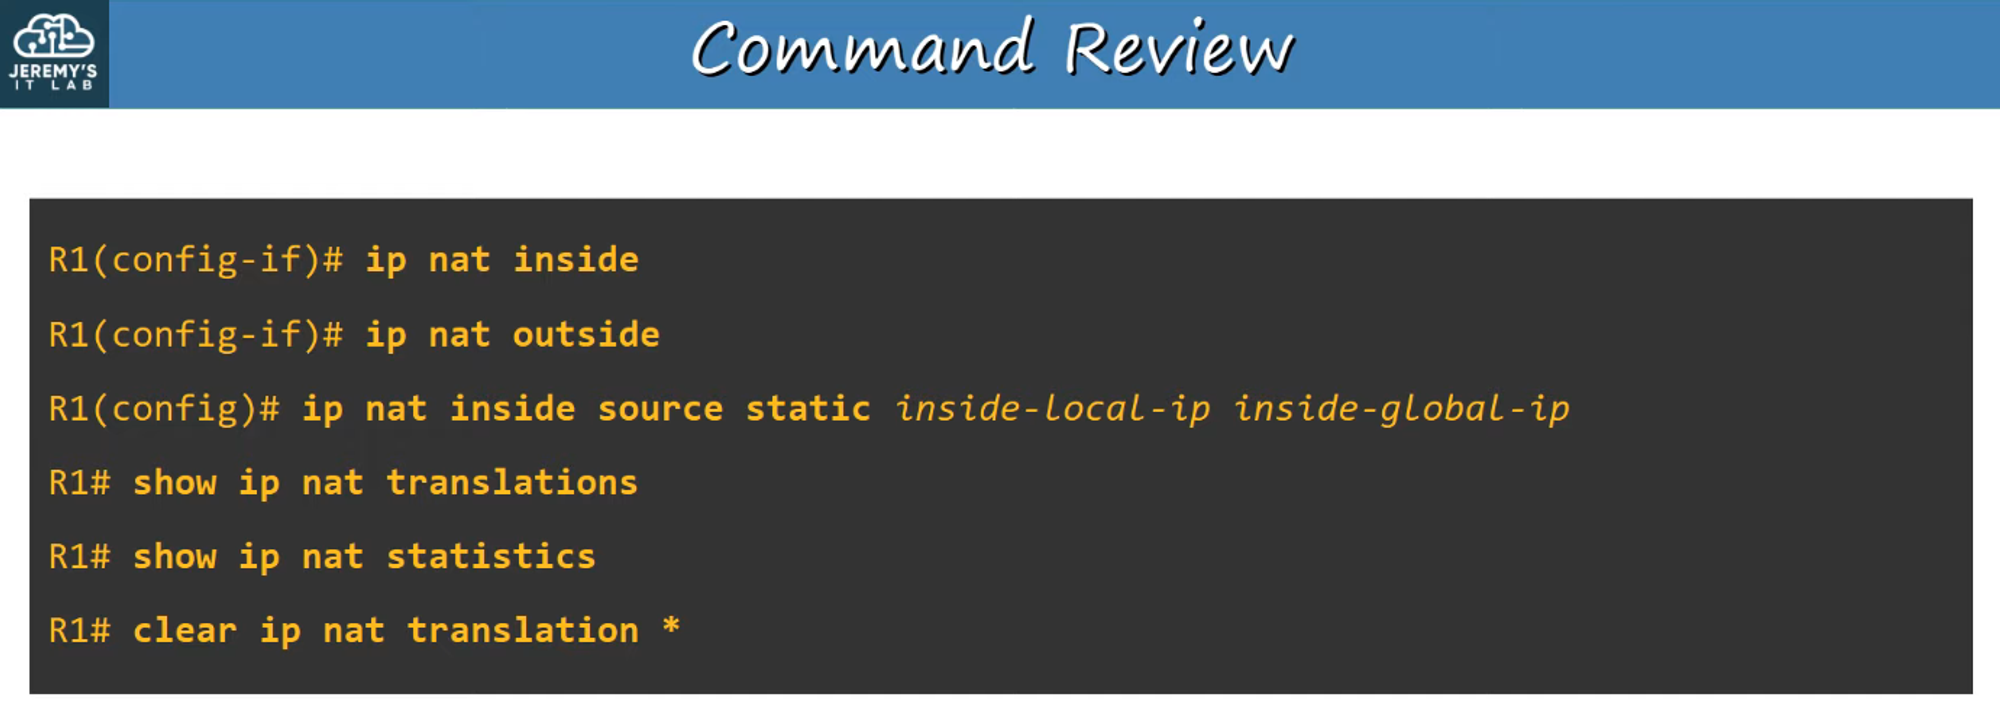 JEREMY'S
IT LAB
Command Review
R1(config-if)# ip nat inside
R1(config-if)# ip nat outside
R1(config)# ip nat inside source static inside-local-ip inside-global-ip
R1# show ip nat translations
R1# show ip nat statistics
R1# clear ip nat translation *